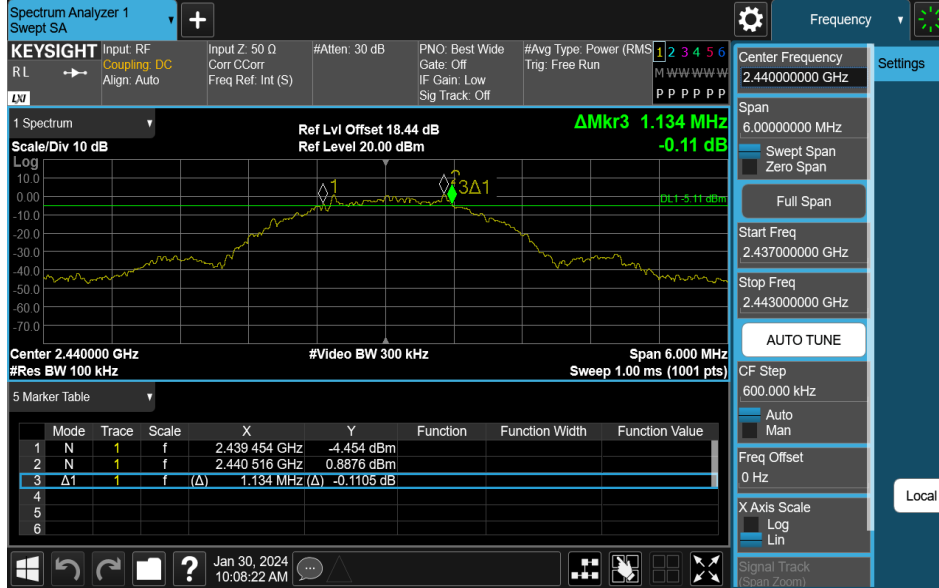 Spectrum Analyzer 1
Swept SA
+
Frequency
KEYSIGHT
R L
LXI
Input: RF
Coupling: DC
Align: Auto
Input Z: 50 Ω
Corr CCorr
Freq Ref: Int (S)
#Atten: 30 dB
PNO: Best Wide
Gate: Off
IF Gain: Low
Sig Track: Off
#Avg Type: Power (RMS
Trig: Free Run
1 2 3 4 5 6
M W W W W W
P P P P P P
Center Frequency
2.440000000 GHz
Settings
Span
6.00000000 MHz
Swept Span
Zero Span
Full Span
Start Freq
2.437000000 GHz
Stop Freq
2.443000000 GHz
AUTO TUNE
CF Step
600.000 kHz
Auto
Man
Freq Offset
0 Hz
X Axis Scale
Log
Lin
Signal Track
(Span Zoom)
Local
1 Spectrum
Scale/Div 10 dB
Ref Lvl Offset 18.44 dB
Ref Level 20.00 dBm
ΔMkr3 1.134 MHz
-0.11 dB
Log
10.0
0.00
-10.0
-20.0
-30.0
-40.0
-50.0
-60.0
-70.0
1
3Δ1
DL1 -5.11 dBm
Center 2.440000 GHz
#Video BW 300 kHz
Span 6.000 MHz
#Res BW 100 kHz
Sweep 1.00 ms (1001 pts)
5 Marker Table
Mode Trace Scale X Y Function Function Width Function Value
1 N 1 f 2.439 454 GHz -4.454 dBm
2 N 1 f 2.440 516 GHz 0.8876 dBm
3 Δ1 1 f (Δ) 1.134 MHz (Δ) -0.1105 dB
4
5
6
?
Jan 30, 2024
10:08:22 AM